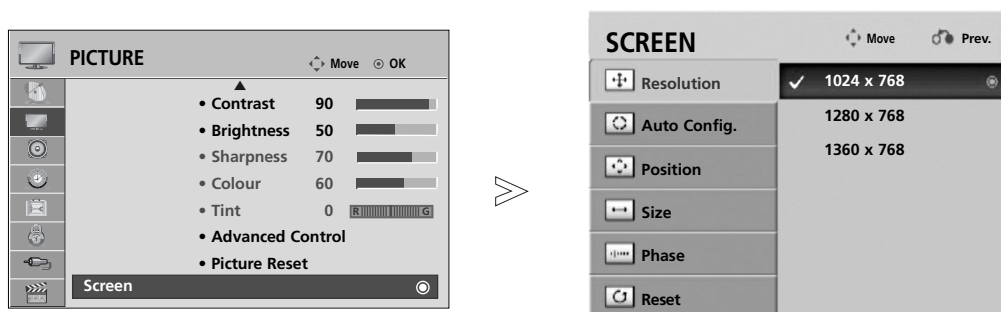 PICTURE
Move OK
• Contrast 90
• Brightness 50
• Sharpness 70
• Colour 60
• Tint 0 R G
• Advanced Control
• Picture Reset
Screen
SCREEN
Move Prev.
Resolution
Auto Config.
Position
Size
Phase
Reset
1024 x 768
1280 x 768
1360 x 768